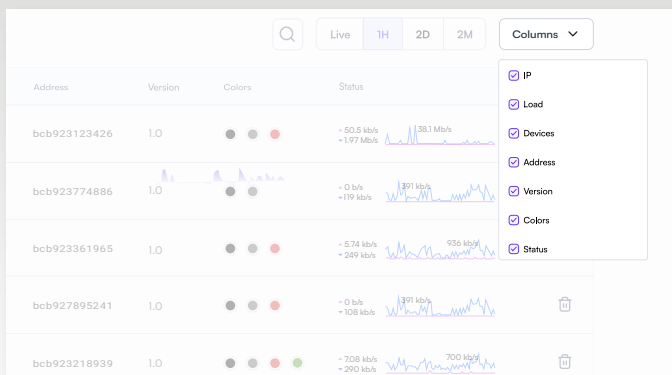 Live 1H 2D 2M Columns
Address Version Colors Status
IP
Load
Devices
Address
Version
Colors
Status
bcb923123426 1.0 50.5 kb/s 1.97 Mb/s 38.1 Mb/s
bcb923774886 1.0 0 b/s 119 kb/s 391 kb/s
bcb923361965 1.0 5.74 kb/s 249 kb/s 936 kb/s
bcb927895241 1.0 0 b/s 108 kb/s 391 kb/s
bcb923218939 1.0 7.08 kb/s 290 kb/s 700 kb/s